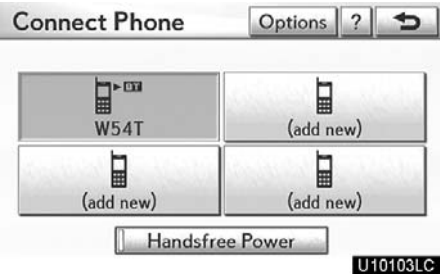 Connect Phone Options ?
BT
W54T (add new)
(add new) (add new)
Handsfree Power
U10103LC